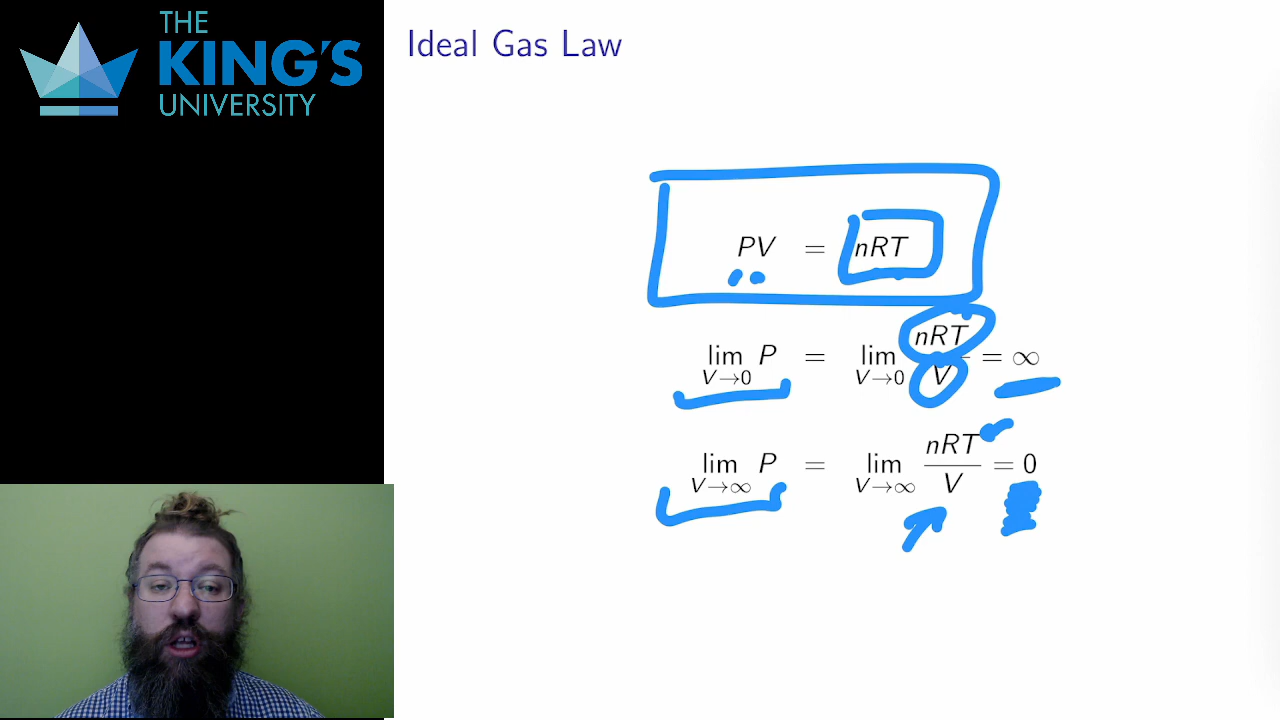 THE
KING'S
UNIVERSITY
Ideal Gas Law
PV = nRT
lim V→0 P = lim V→0 nRT/V = ∞
lim V→∞ P = lim V→∞ nRT/V = 0